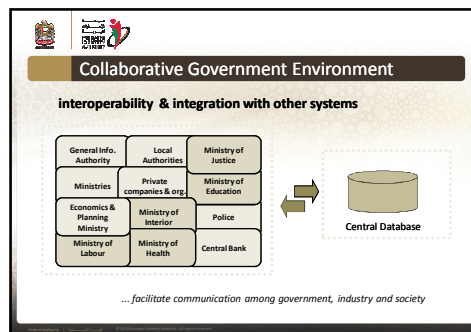 Collaborative Government Environment
interoperability & integration with other systems
General Info.
Authority
Local
Authorities
Ministry of
Justice
Ministries
Private
companies & org.
Ministry of
Education
Economics &
Planning
Ministry
Ministry of
Interior
Police
Ministry of
Labour
Ministry of
Health
Central Bank
Central Database
... facilitate communication among government, industry and society